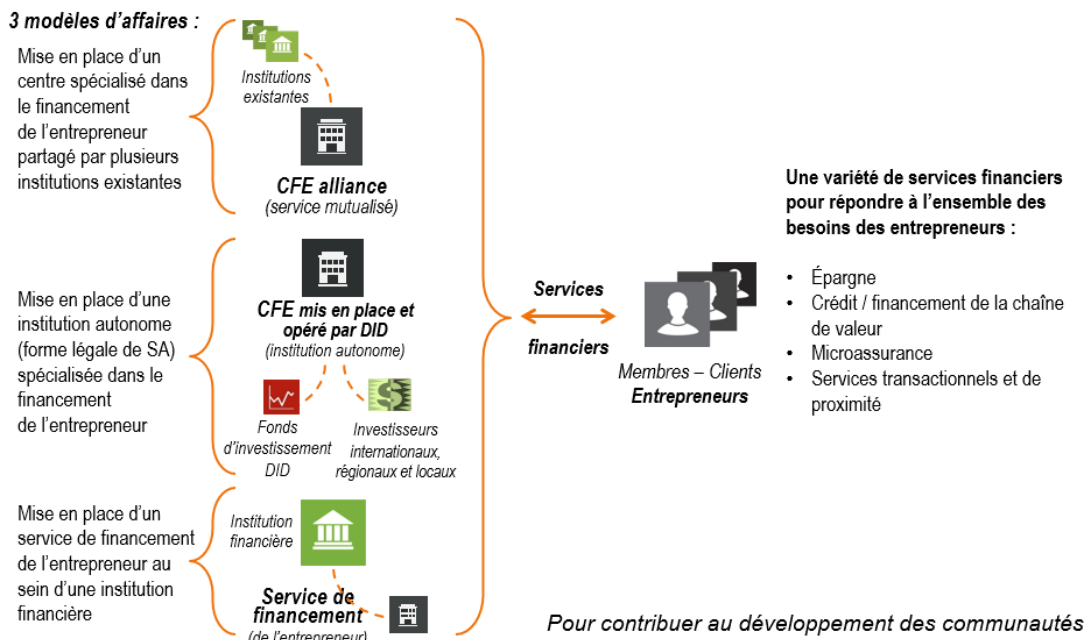 3 modèles d'affaires :
Mise en place d'un
centre spécialisé dans
le financement
de l'entrepreneur
partagé par plusieurs
institutions existantes
Institutions
existantes
CFE alliance
(service mutualisé)
Mise en place d'une
institution autonome
(forme légale de SA)
spécialisée dans le
financement
de l'entrepreneur
CFE mis en place et
opéré par DID
(institution autonome)
Fonds
d'investissement
DID
Investisseurs
internationaux,
régionaux et locaux
Mise en place d'un
service de financement
de l'entrepreneur au
sein d'une institution
financière
Institution
financière
Service de
financement
(de l'entrepreneur)
Services
financiers
Membres – Clients
Entrepreneurs
Une variété de services financiers
pour répondre à l'ensemble des
besoins des entrepreneurs :
• Épargne
• Crédit / financement de la chaîne
de valeur
• Microassurance
• Services transactionnels et de
proximité
Pour contribuer au développement des communautés